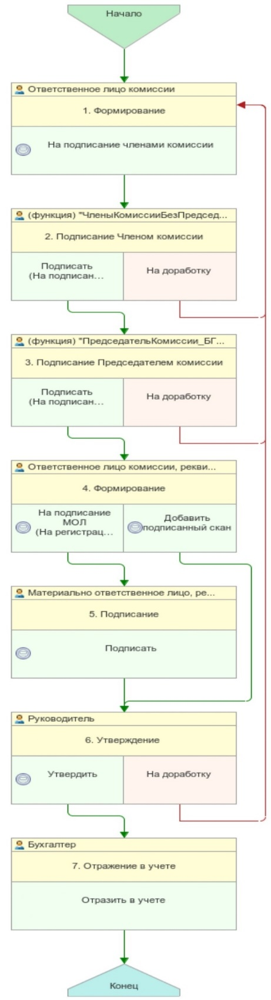 Начало
Ответственное лицо комиссии
1. Формирование
На подписание членами комиссии
(функция) "ЧленыКомиссииБезПредсед...
2. Подписание Членом комиссии
Подписать
(На подписан...
На доработку
(функция) "ПредседательКомиссии_БГ...
3. Подписание Председателем комиссии
Подписать
(На подписан...
На доработку
Ответственное лицо комиссии, рекви...
4. Формирование
На подписание
МОЛ
(На регистрац...
Добавить
подписанный скан
Материально ответственное лицо, ре...
5. Подписание
Подписать
Руководитель
6. Утверждение
Утвердить
На доработку
Бухгалтер
7. Отражение в учете
Отразить в учете
Конец